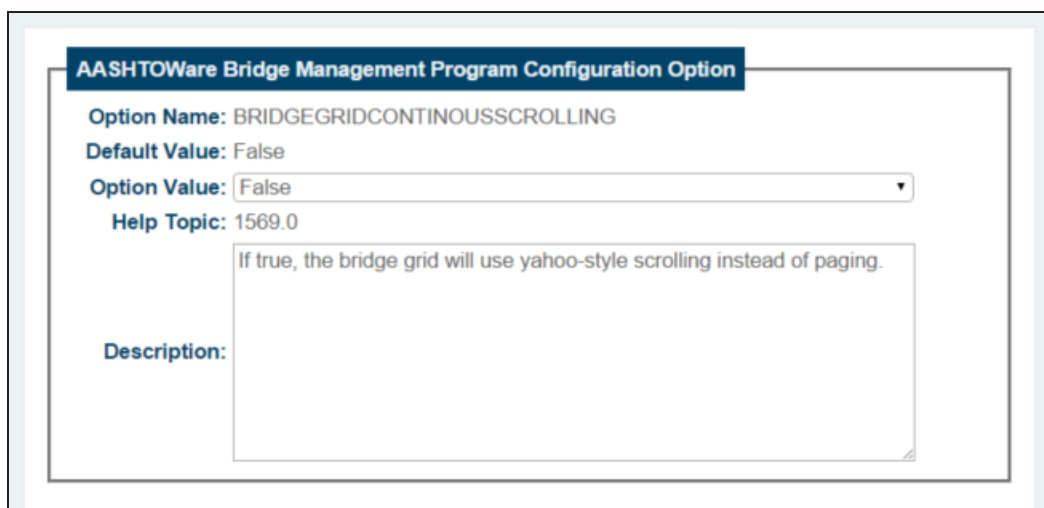 AASHTOWare Bridge Management Program Configuration Option
Option Name: BRIDGEGRIDCONTINOUSSCROLLING
Default Value: False
Option Value: False
Help Topic: 1569.0
Description: If true, the bridge grid will use yahoo-style scrolling instead of paging.